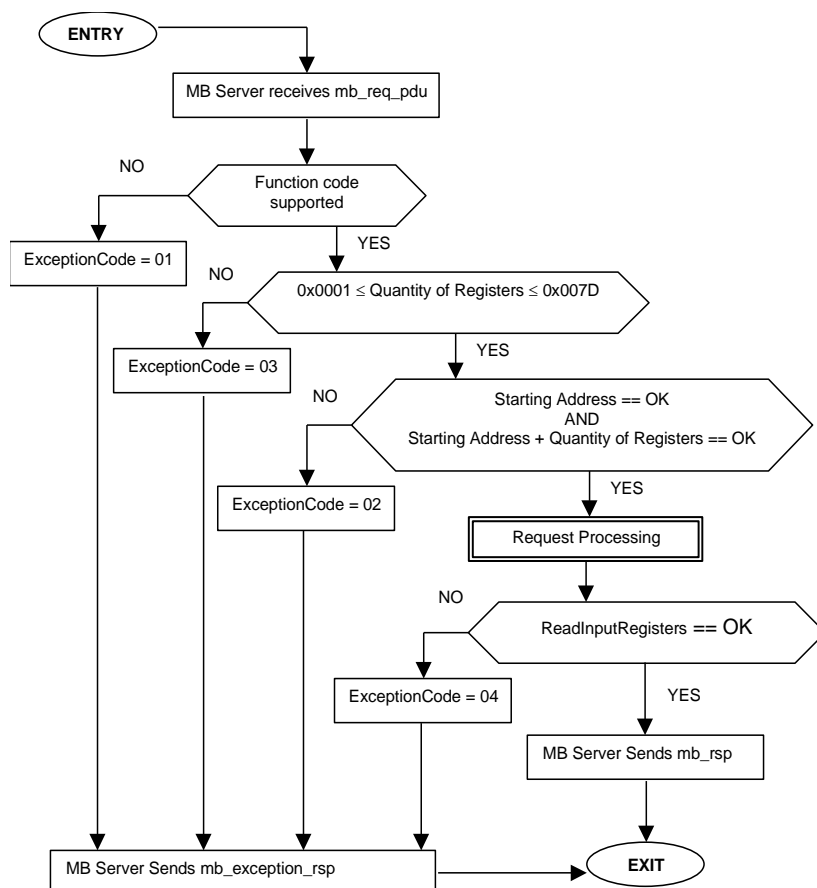 ENTRY
MB Server receives mb_req_pdu
NO
Function code
supported
YES
ExceptionCode = 01
NO
0x0001 ≤ Quantity of Registers ≤ 0x007D
YES
ExceptionCode = 03
NO
Starting Address == OK
AND
Starting Address + Quantity of Registers == OK
YES
ExceptionCode = 02
Request Processing
NO
ReadInputRegisters == OK
YES
ExceptionCode = 04
MB Server Sends mb_rsp
MB Server Sends mb_exception_rsp
EXIT